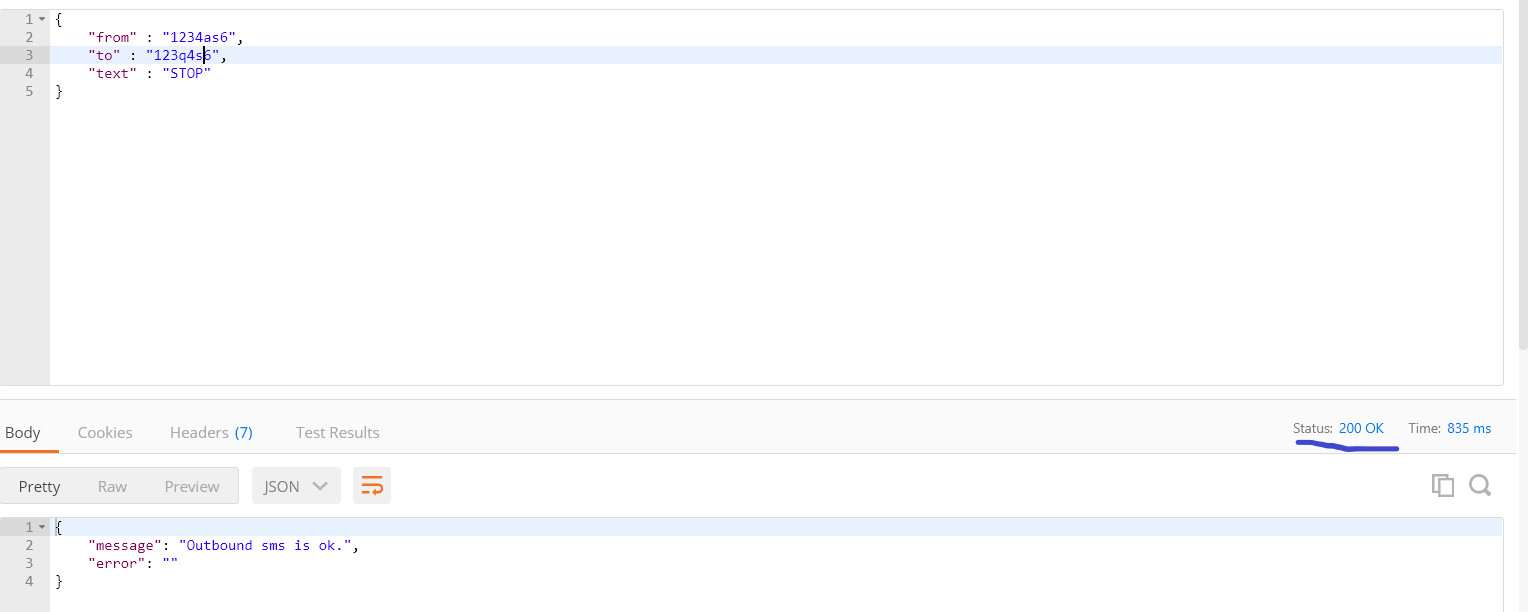 1 {
2 "from" : "1234as6",
3 "to" : "123q4s6",
4 "text" : "STOP"
5 }
Body Cookies Headers (7) Test Results Status: 200 OK Time: 835 ms
Pretty Raw Preview JSON
1 {
2 "message": "Outbound sms is ok.",
3 "error": ""
4 }